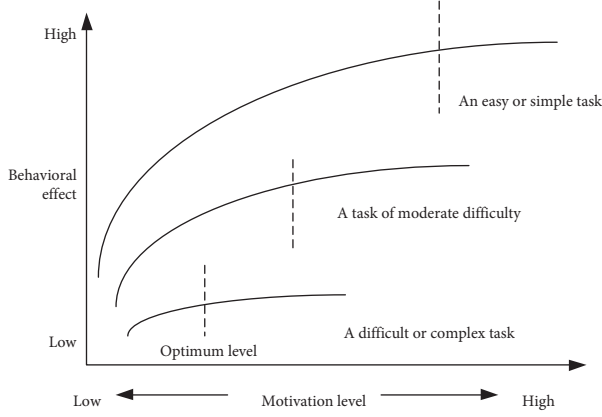 High
An easy or simple task
Behavioral
effect
A task of moderate difficulty
A difficult or complex task
Low
Optimum level
Low
Motivation level
High